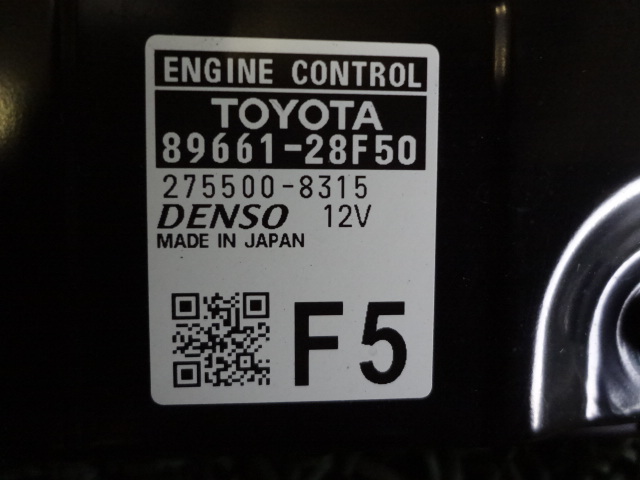 ENGINE CONTROL
TOYOTA
89661-28F50
275500-8315
DENSO 12V
MADE IN JAPAN
F5